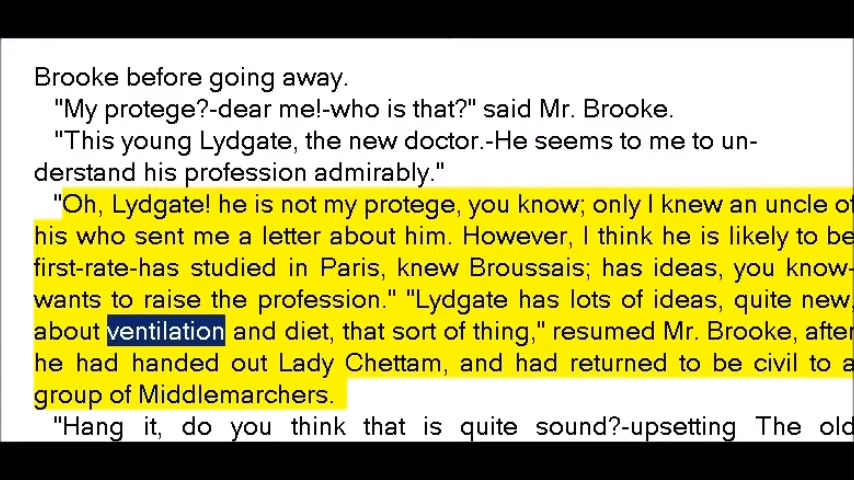 Brooke before going away.
"My protege?-dear me!-who is that?" said Mr. Brooke.
"This young Lydgate, the new doctor.-He seems to me to un-
derstand his profession admirably."
"Oh, Lydgate! he is not my protege, you know; only I knew an uncle of
his who sent me a letter about him. However, I think he is likely to be
first-rate-has studied in Paris, knew Broussais; has ideas, you know-
wants to raise the profession." "Lydgate has lots of ideas, quite new,
about ventilation and diet, that sort of thing," resumed Mr. Brooke, after
he had handed out Lady Chettam, and had returned to be civil to a
group of Middlemarchers.
"Hang it, do you think that is quite sound?-upsetting The old